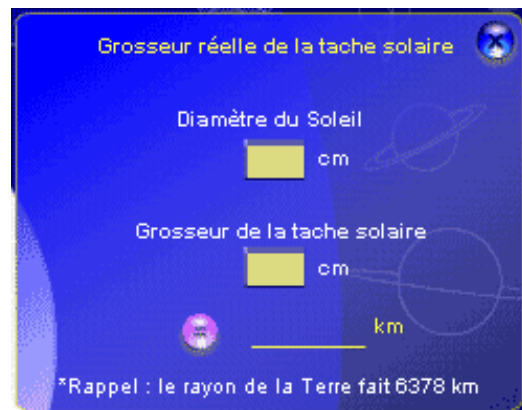 Grosseur réelle de la tache solaire
Diamètre du Soleil
cm
Grosseur de la tache solaire
cm
= km
*Rappel : le rayon de la Terre fait 6378 km